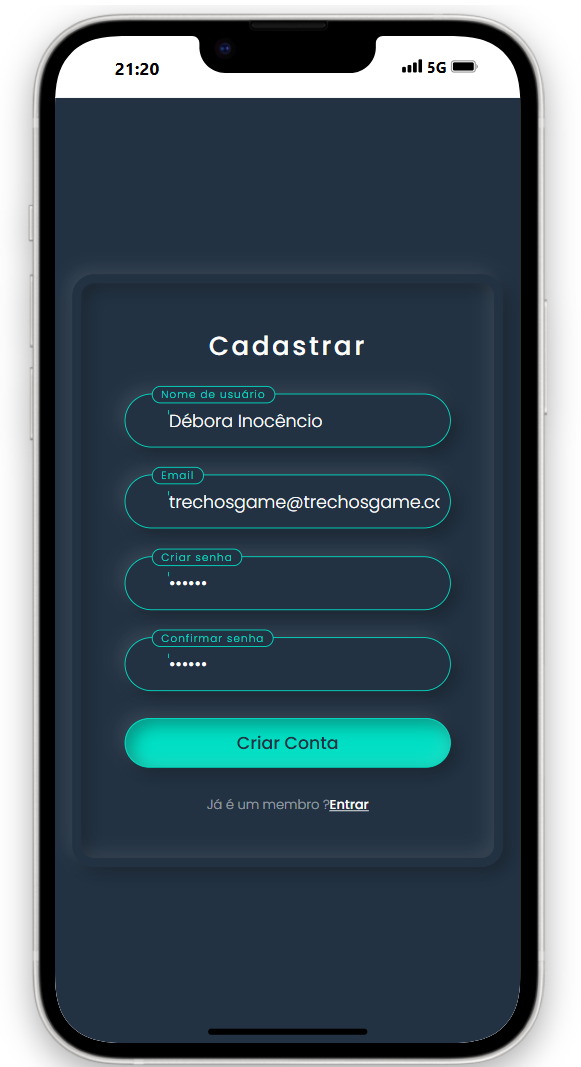 21:20 5G
Cadastrar
Nome de usuário
Débora Inocêncio
Email
trechosgame@trechosgame.cc
Criar senha
••••••
Confirmar senha
••••••
Criar Conta
Já é um membro ?Entrar